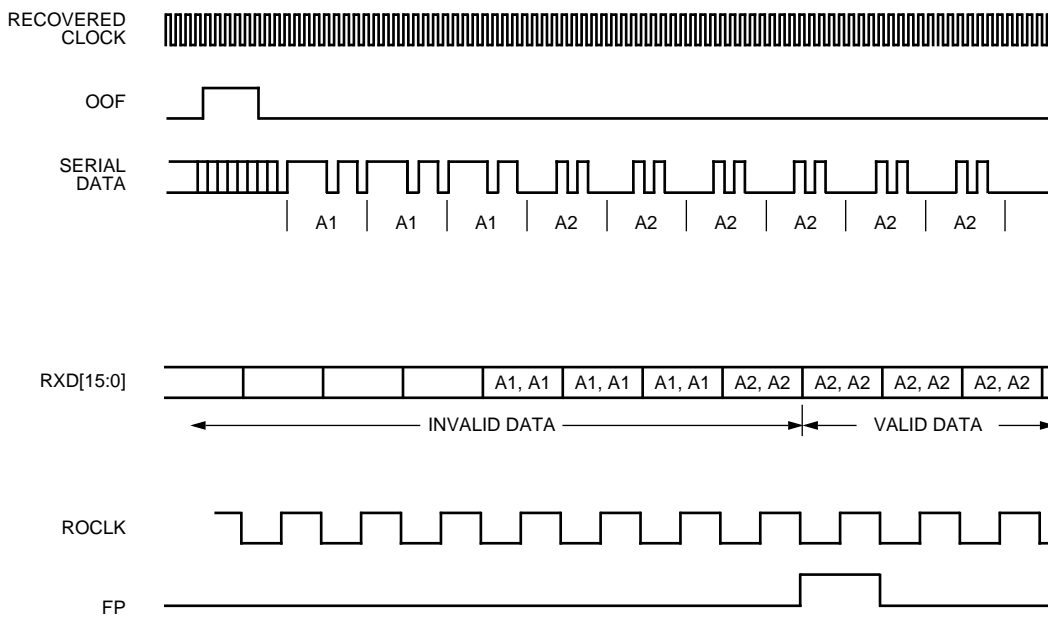 RECOVERED
CLOCK
OOF
SERIAL
DATA
A1 A1 A1 A2 A2 A2 A2 A2 A2
RXD[15:0] A1, A1 A1, A1 A1, A1 A2, A2 A2, A2 A2, A2 A2, A2
INVALID DATA VALID DATA
ROCLK
FP